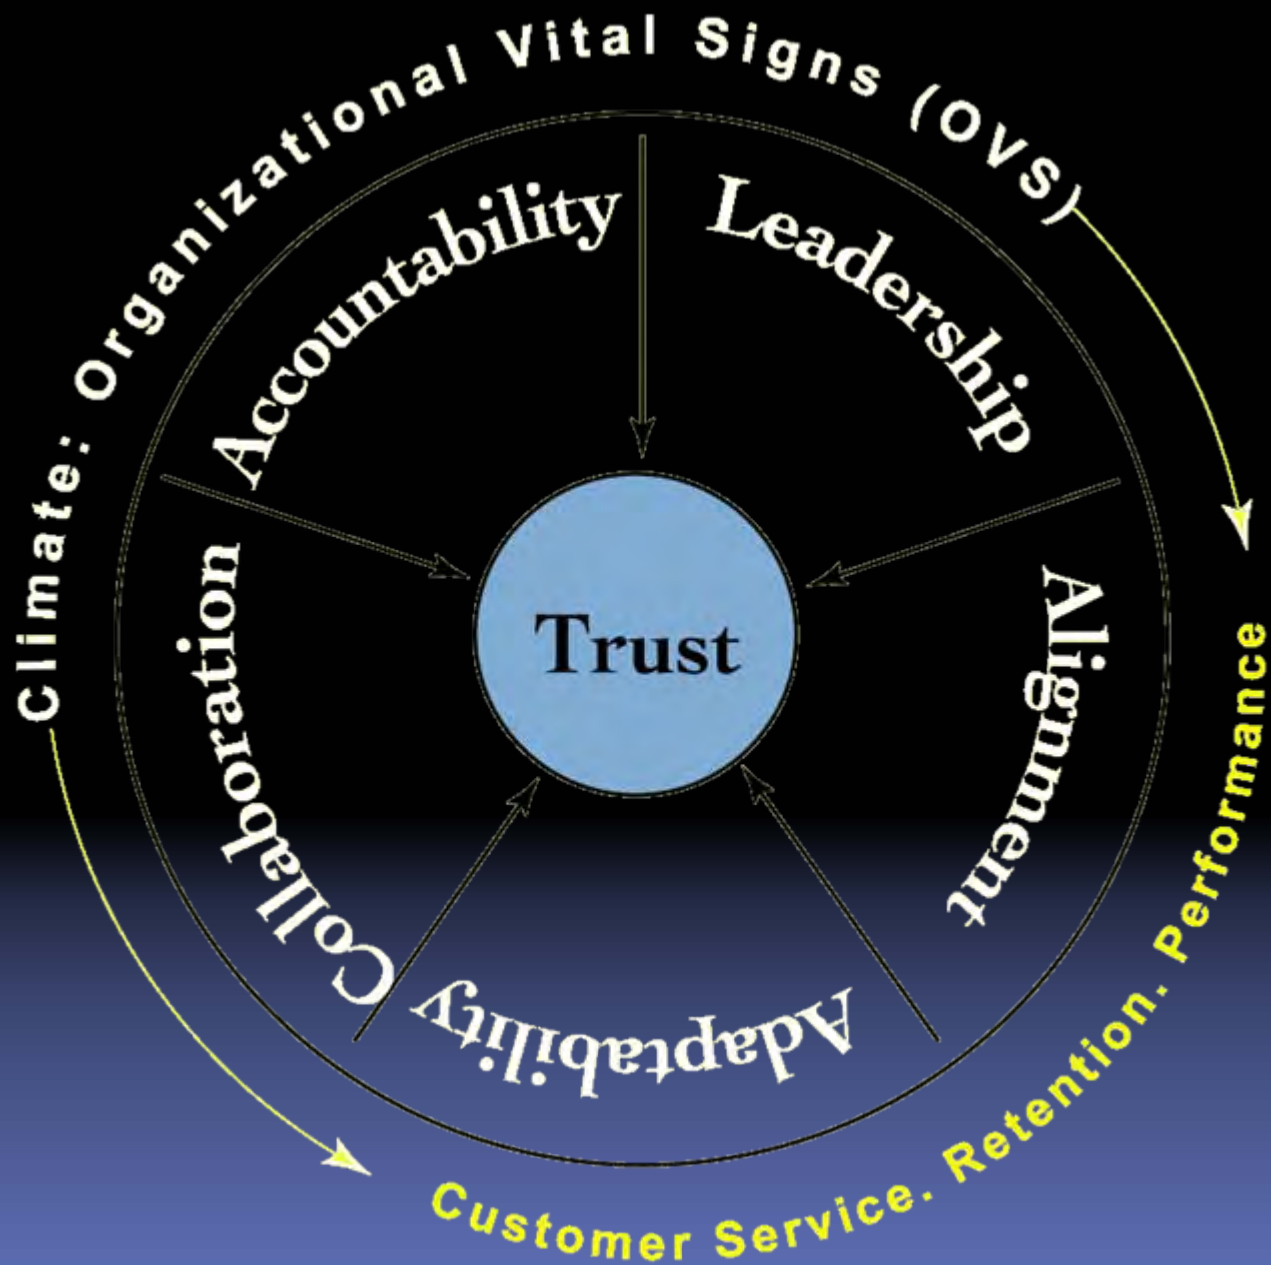 Climate: Organizational Vital Signs (OVS)
Accountability
Leadership
Trust
Collaboration
Alignment
Adaptability
Customer Service. Retention. Performance